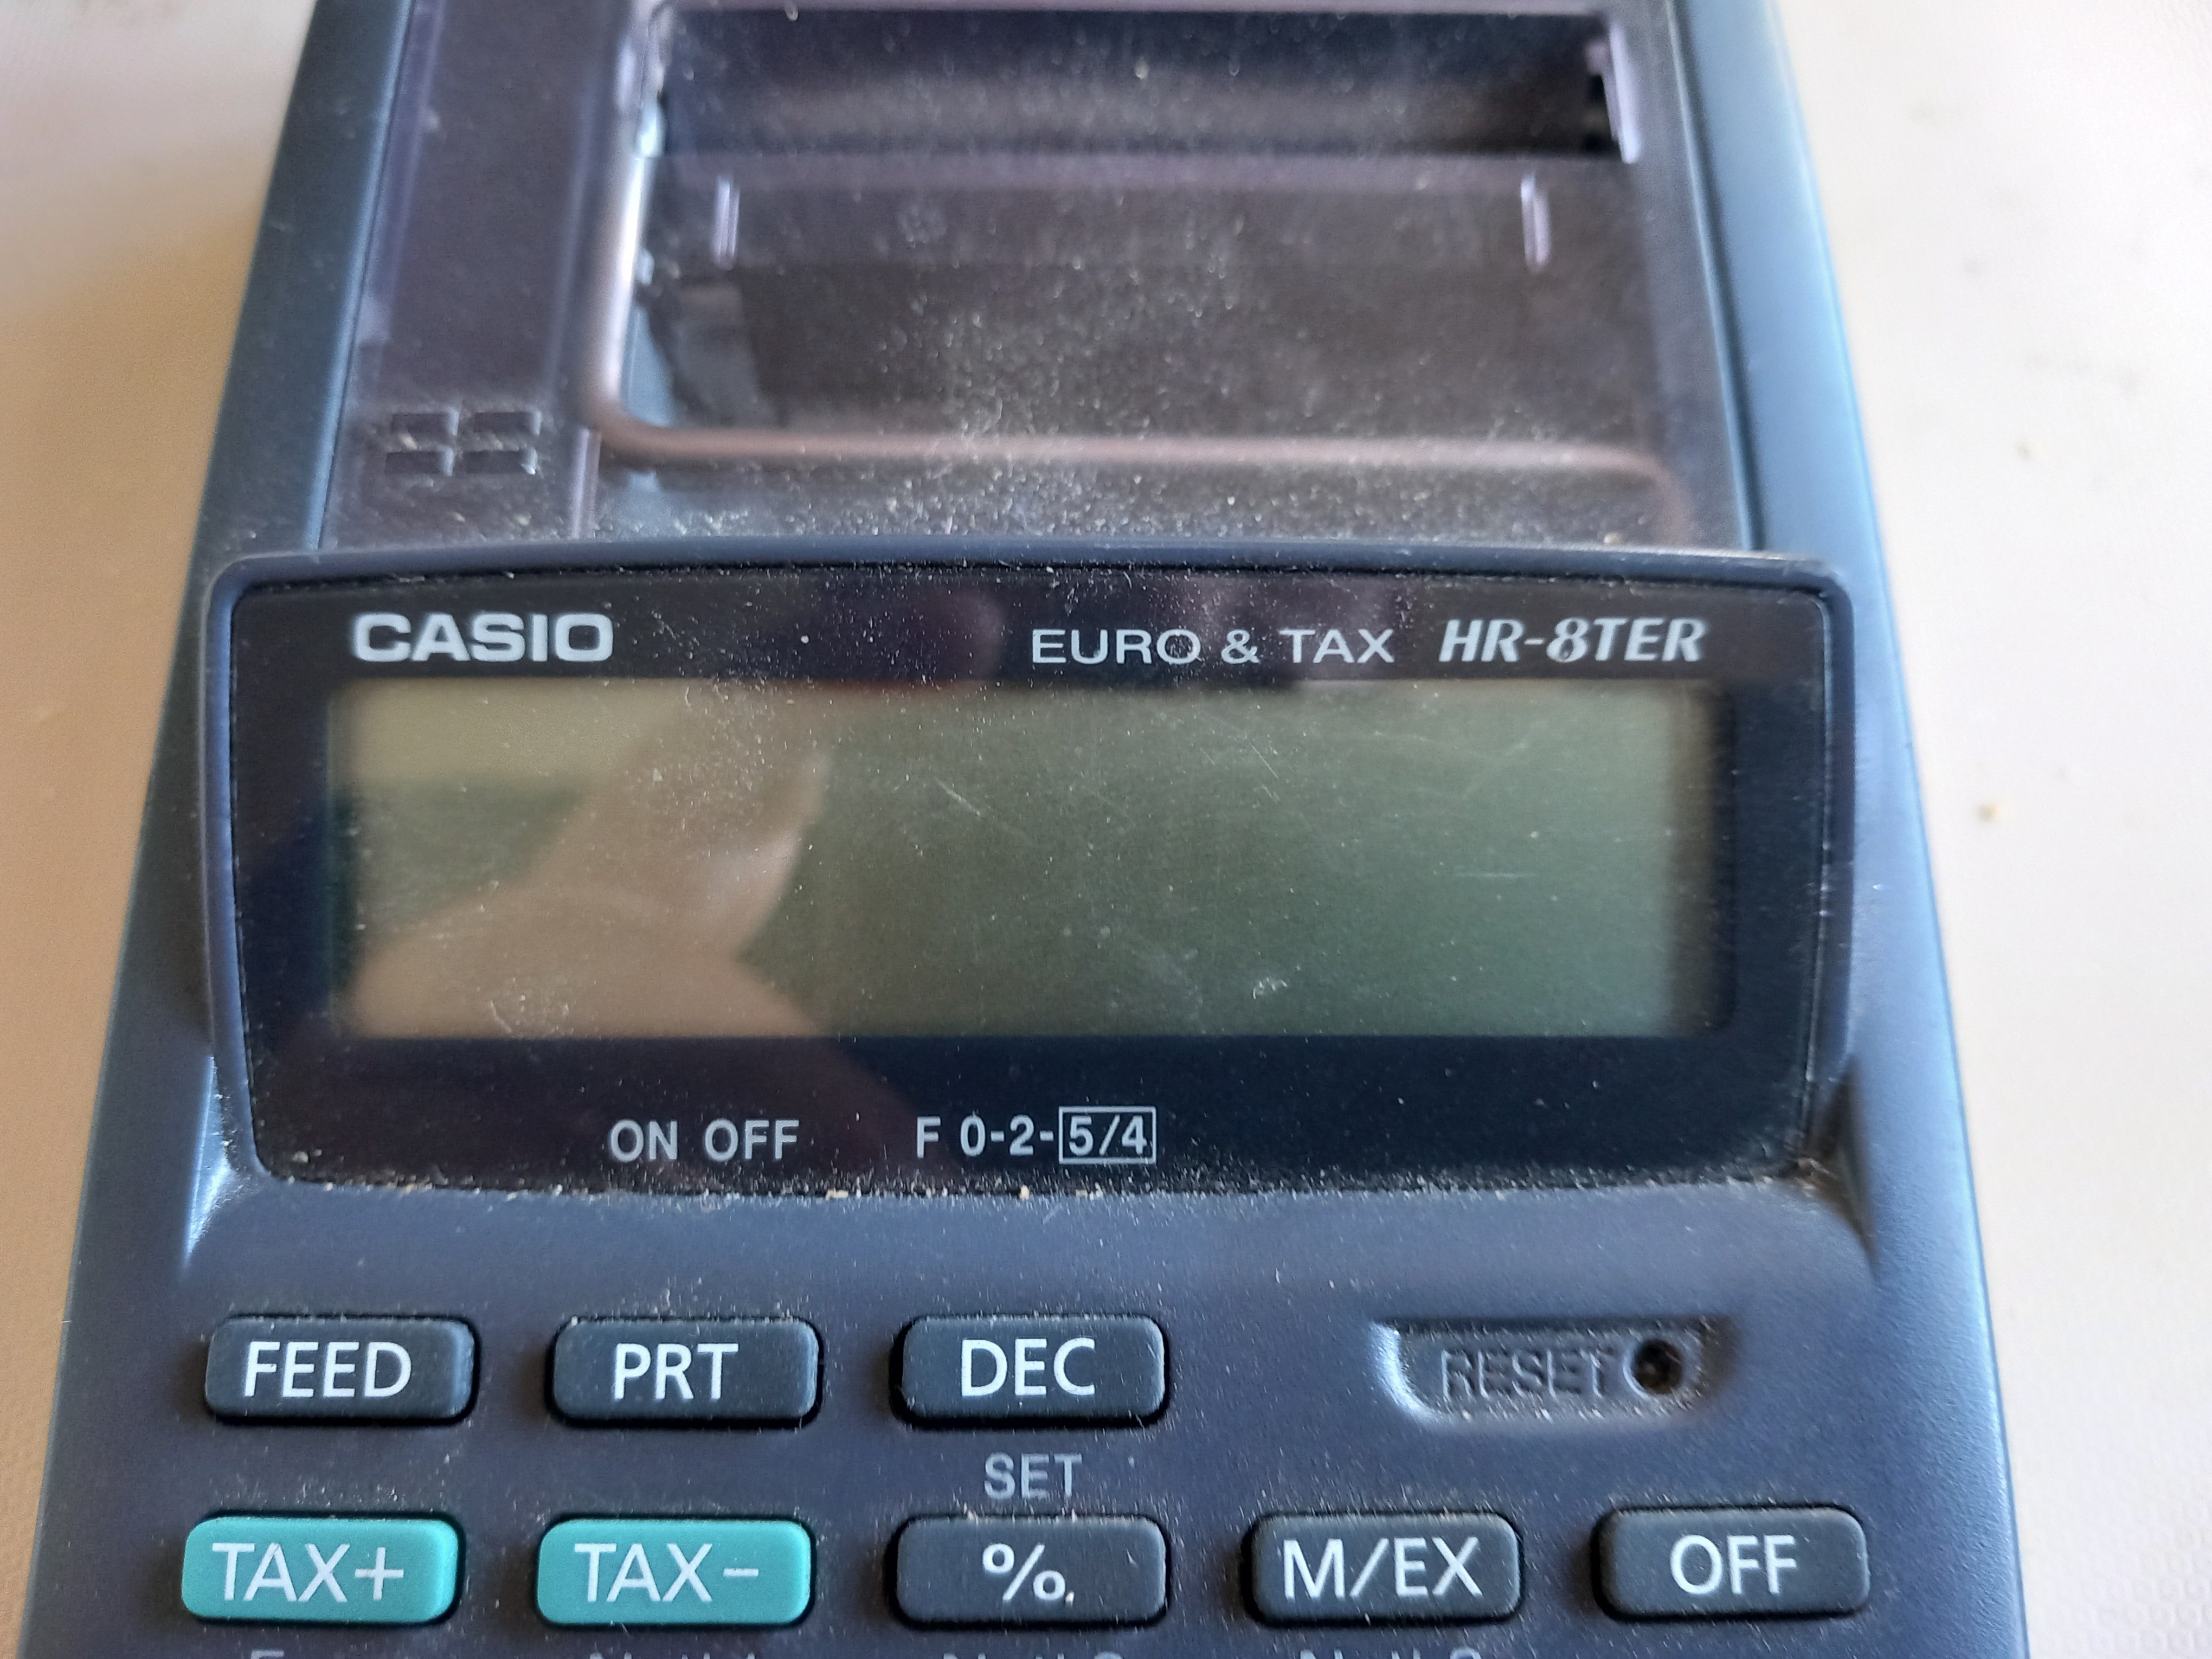 CASIO EURO & TAX HR-8TER
ON OFF F 0-2-5/4
FEED PRT DEC RESET
SET
TAX+ TAX− % M/EX OFF